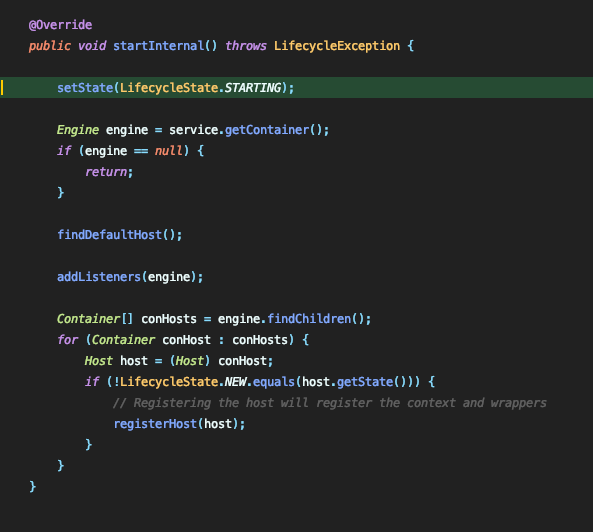 @Override
public void startInternal() throws LifecycleException {
setState(LifecycleState.STARTING);
Engine engine = service.getContainer();
if (engine == null) {
return;
}
findDefaultHost();
addListeners(engine);
Container[] conHosts = engine.findChildren();
for (Container conHost : conHosts) {
Host host = (Host) conHost;
if (!LifecycleState.NEW.equals(host.getState())) {
// Registering the host will register the context and wrappers
registerHost(host);
}
}
}